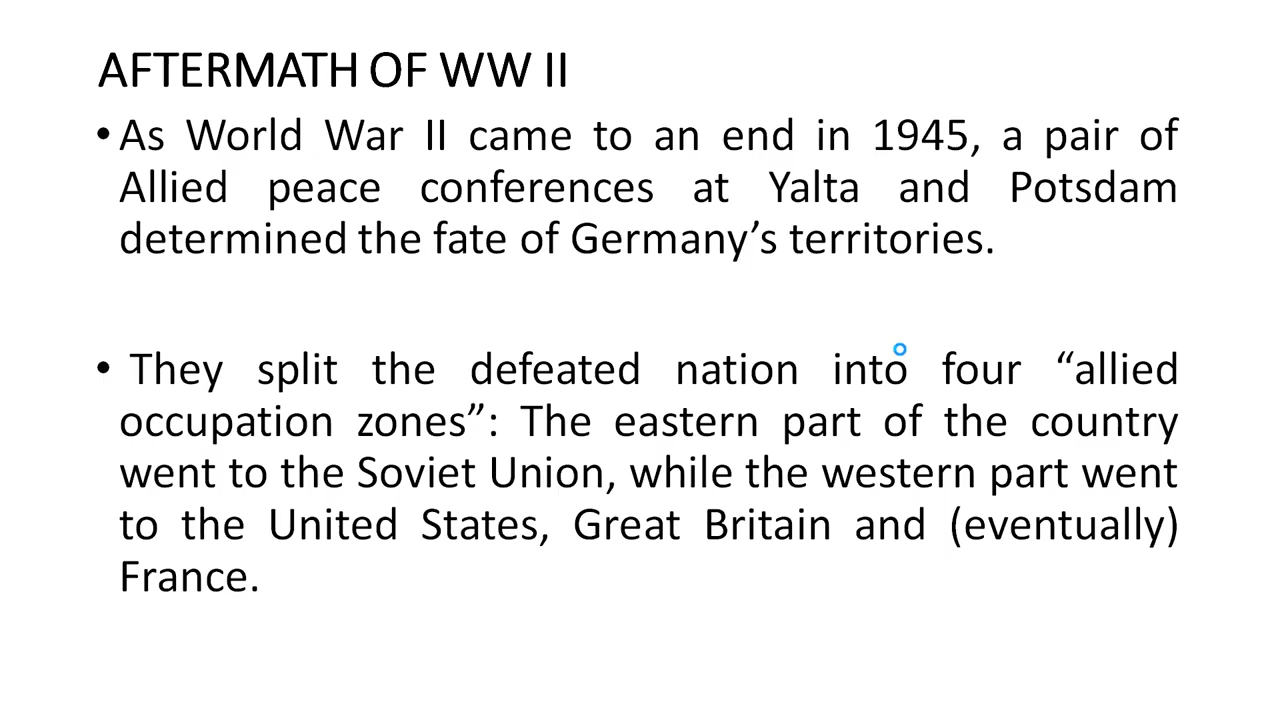 AFTERMATH OF WW II
• As World War II came to an end in 1945, a pair of
Allied peace conferences at Yalta and Potsdam
determined the fate of Germany’s territories.
• They split the defeated nation into four “allied
occupation zones”: The eastern part of the country
went to the Soviet Union, while the western part went
to the United States, Great Britain and (eventually)
France.